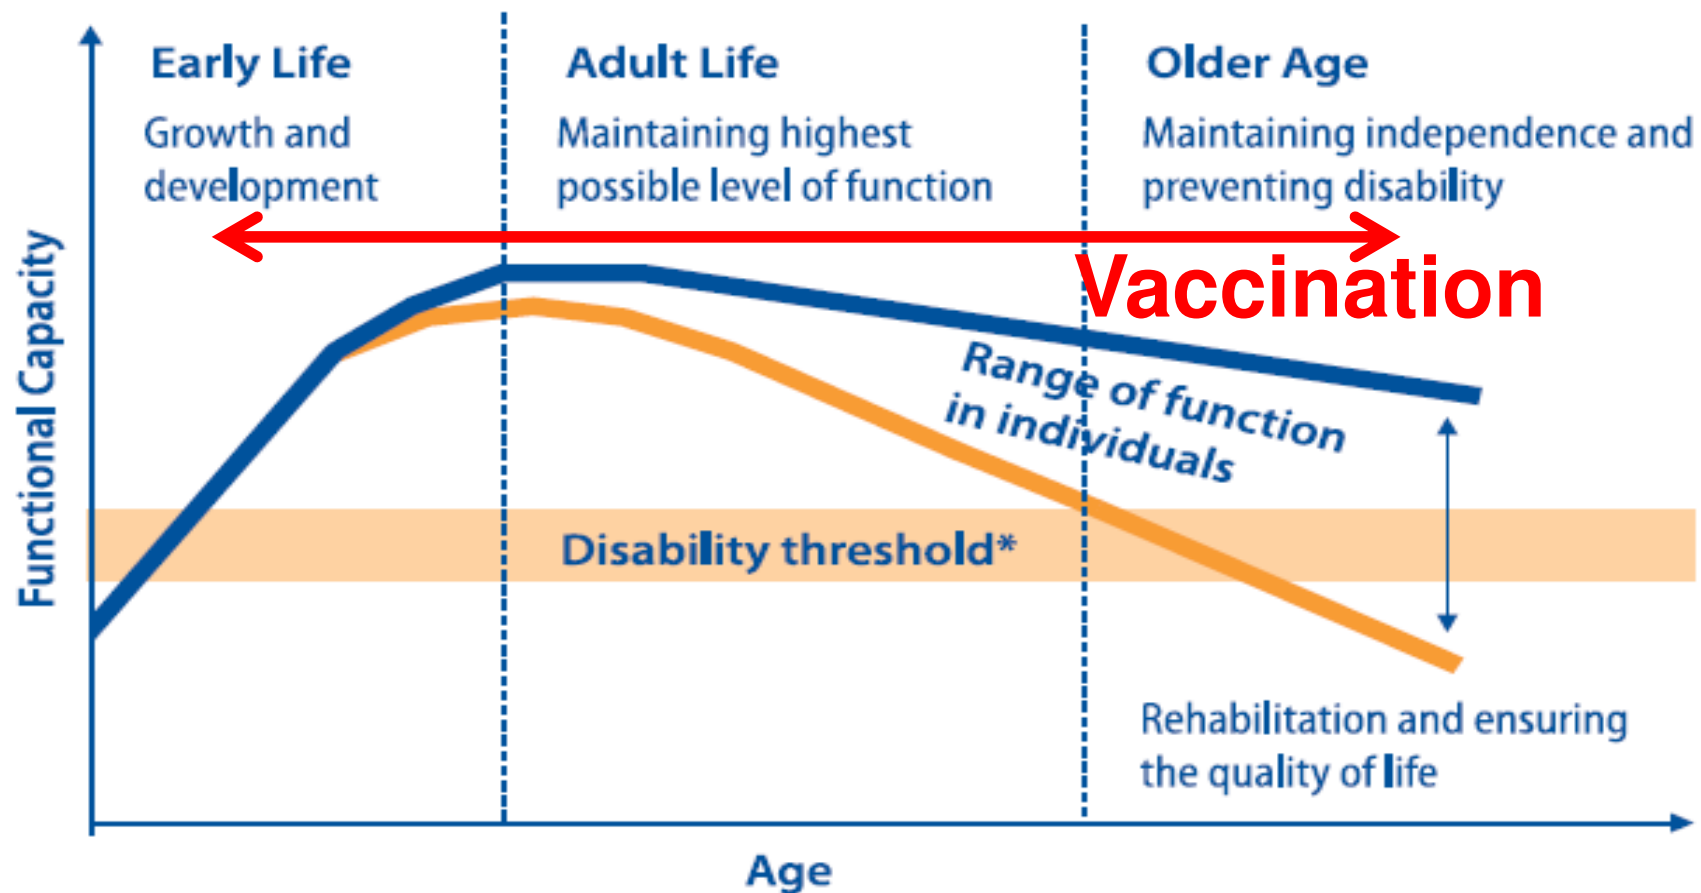 Early Life
Growth and
development
Adult Life
Maintaining highest
possible level of function
Older Age
Maintaining independence and
preventing disability
Vaccination
Functional Capacity
Range of function
in individuals
Disability threshold*
Rehabilitation and ensuring
the quality of life
Age